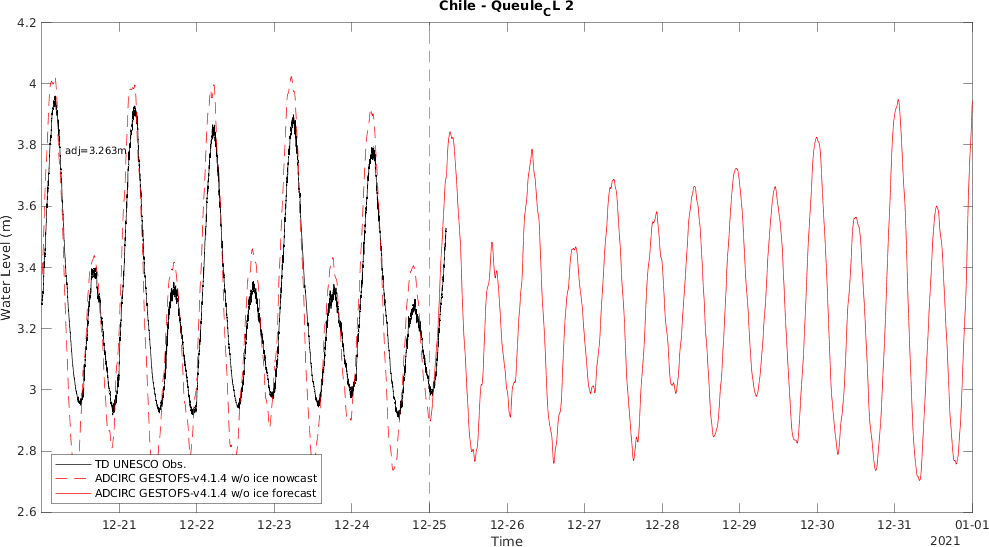 Chile - Queule_CL 2
4.2
4
3.8
3.6
3.4
3.2
3
2.8
2.6
Water Level (m)
adj=3.263m
TD UNESCO Obs.
ADCIRC GESTOFS-v4.1.4 w/o ice nowcast
ADCIRC GESTOFS-v4.1.4 w/o ice forecast
12-21 12-22 12-23 12-24 12-25 12-26 12-27 12-28 12-29 12-30 12-31 01-01
Time
2021